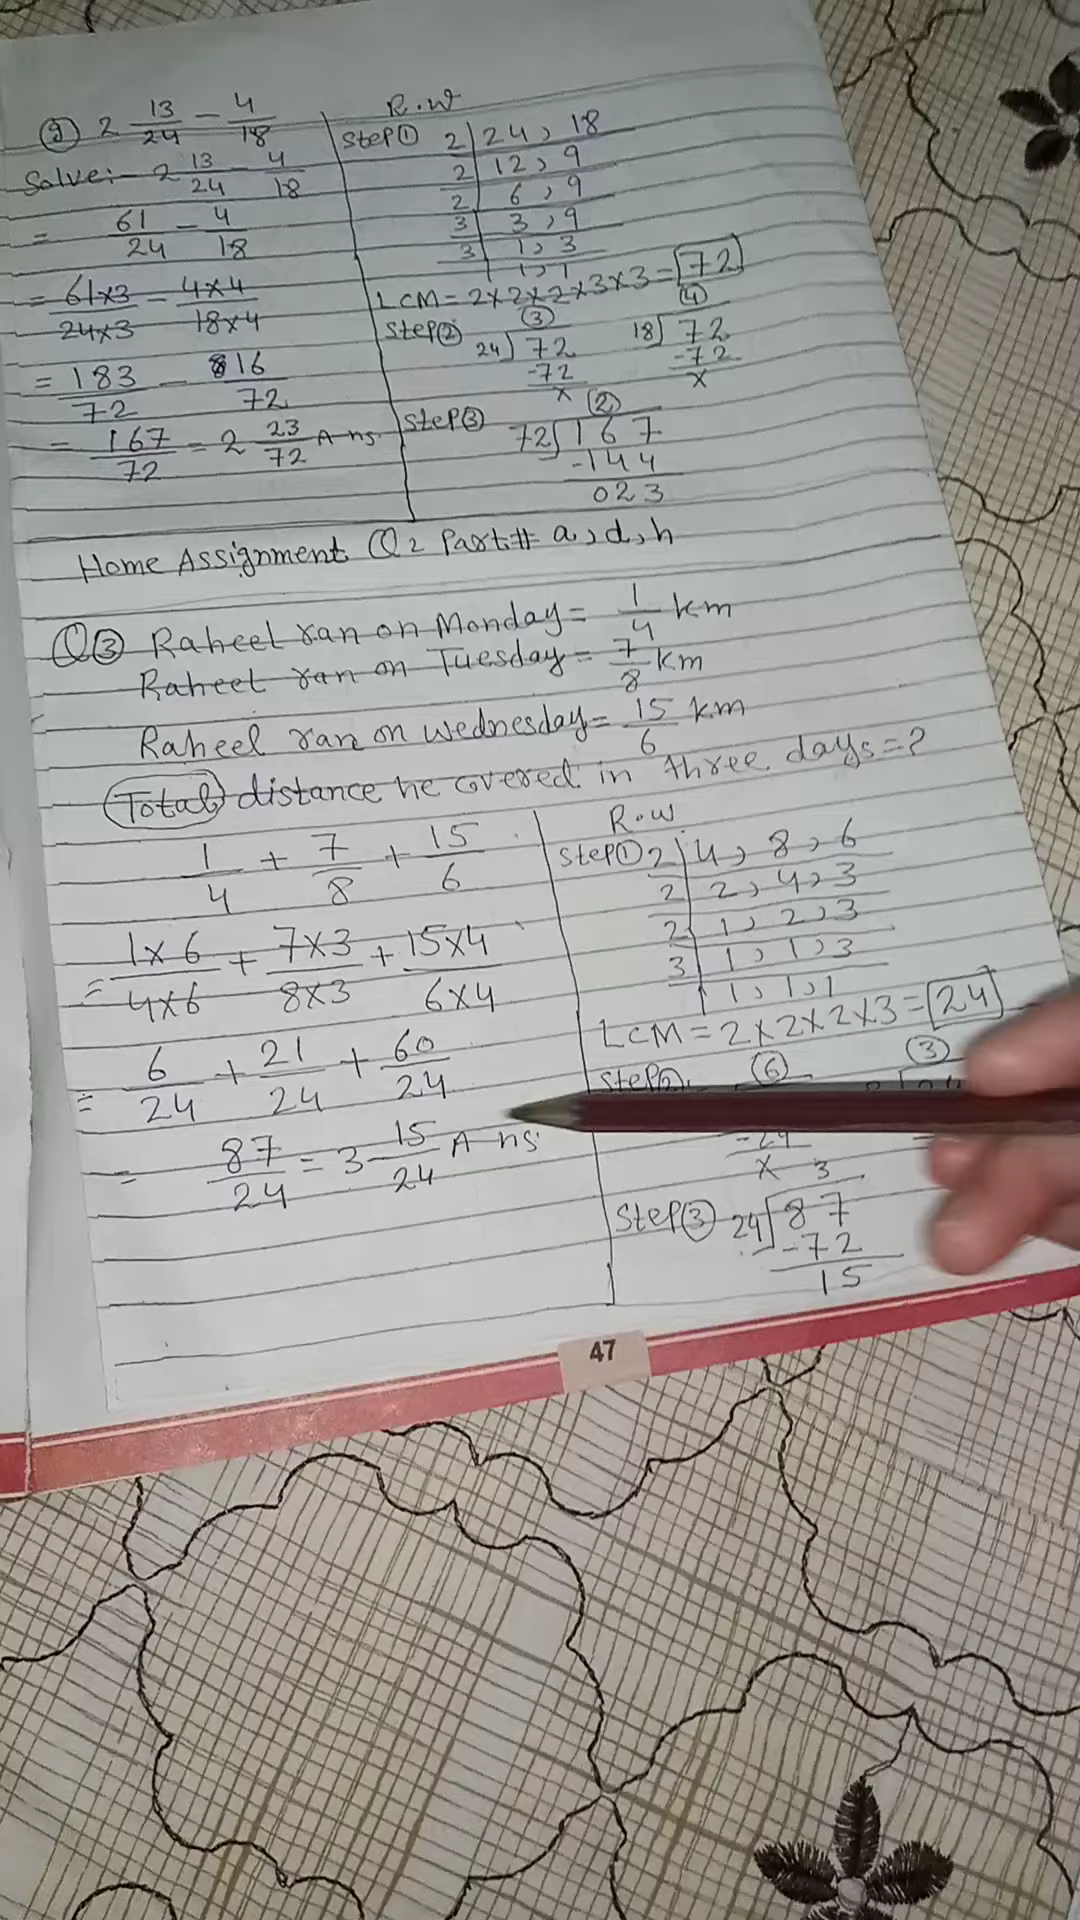 g) 2 13/24 - 4/18
Solve:- 2 13/24 - 4/18
= 61/24 - 4/18
= 61×3/24×3 - 4×4/18×4
= 183/72 - 16/72
= 167/72 = 2 23/72 Ans
R.W
Step① 2 | 24, 18
2 | 12, 9
2 | 6, 9
3 | 3, 9
3 | 1, 3
1, 1
LCM = 2×2×2×3×3 = 72
Step② ③ ④
24)72 18)72
-72 -72
x x
Step③ ②
72)167
-144
023
Home Assignment Q2 Part# a, d, h
Q③ Raheel ran on Monday = 1/4 km
Raheel ran on Tuesday = 7/8 km
Raheel ran on Wednesday = 15/6 km
Total distance he covered in three days = ?
1/4 + 7/8 + 15/6
= 1×6/4×6 + 7×3/8×3 + 15×4/6×4
= 6/24 + 21/24 + 60/24
= 87/24 = 3 15/24 Ans
R.W
Step① 2 | 4, 8, 6
2 | 2, 4, 3
2 | 1, 2, 3
3 | 1, 1, 3
1, 1, 1
LCM = 2×2×2×3 = 24
Step② ⑥ ③
-24
x
Step③ 3
24)87
-72
15
47